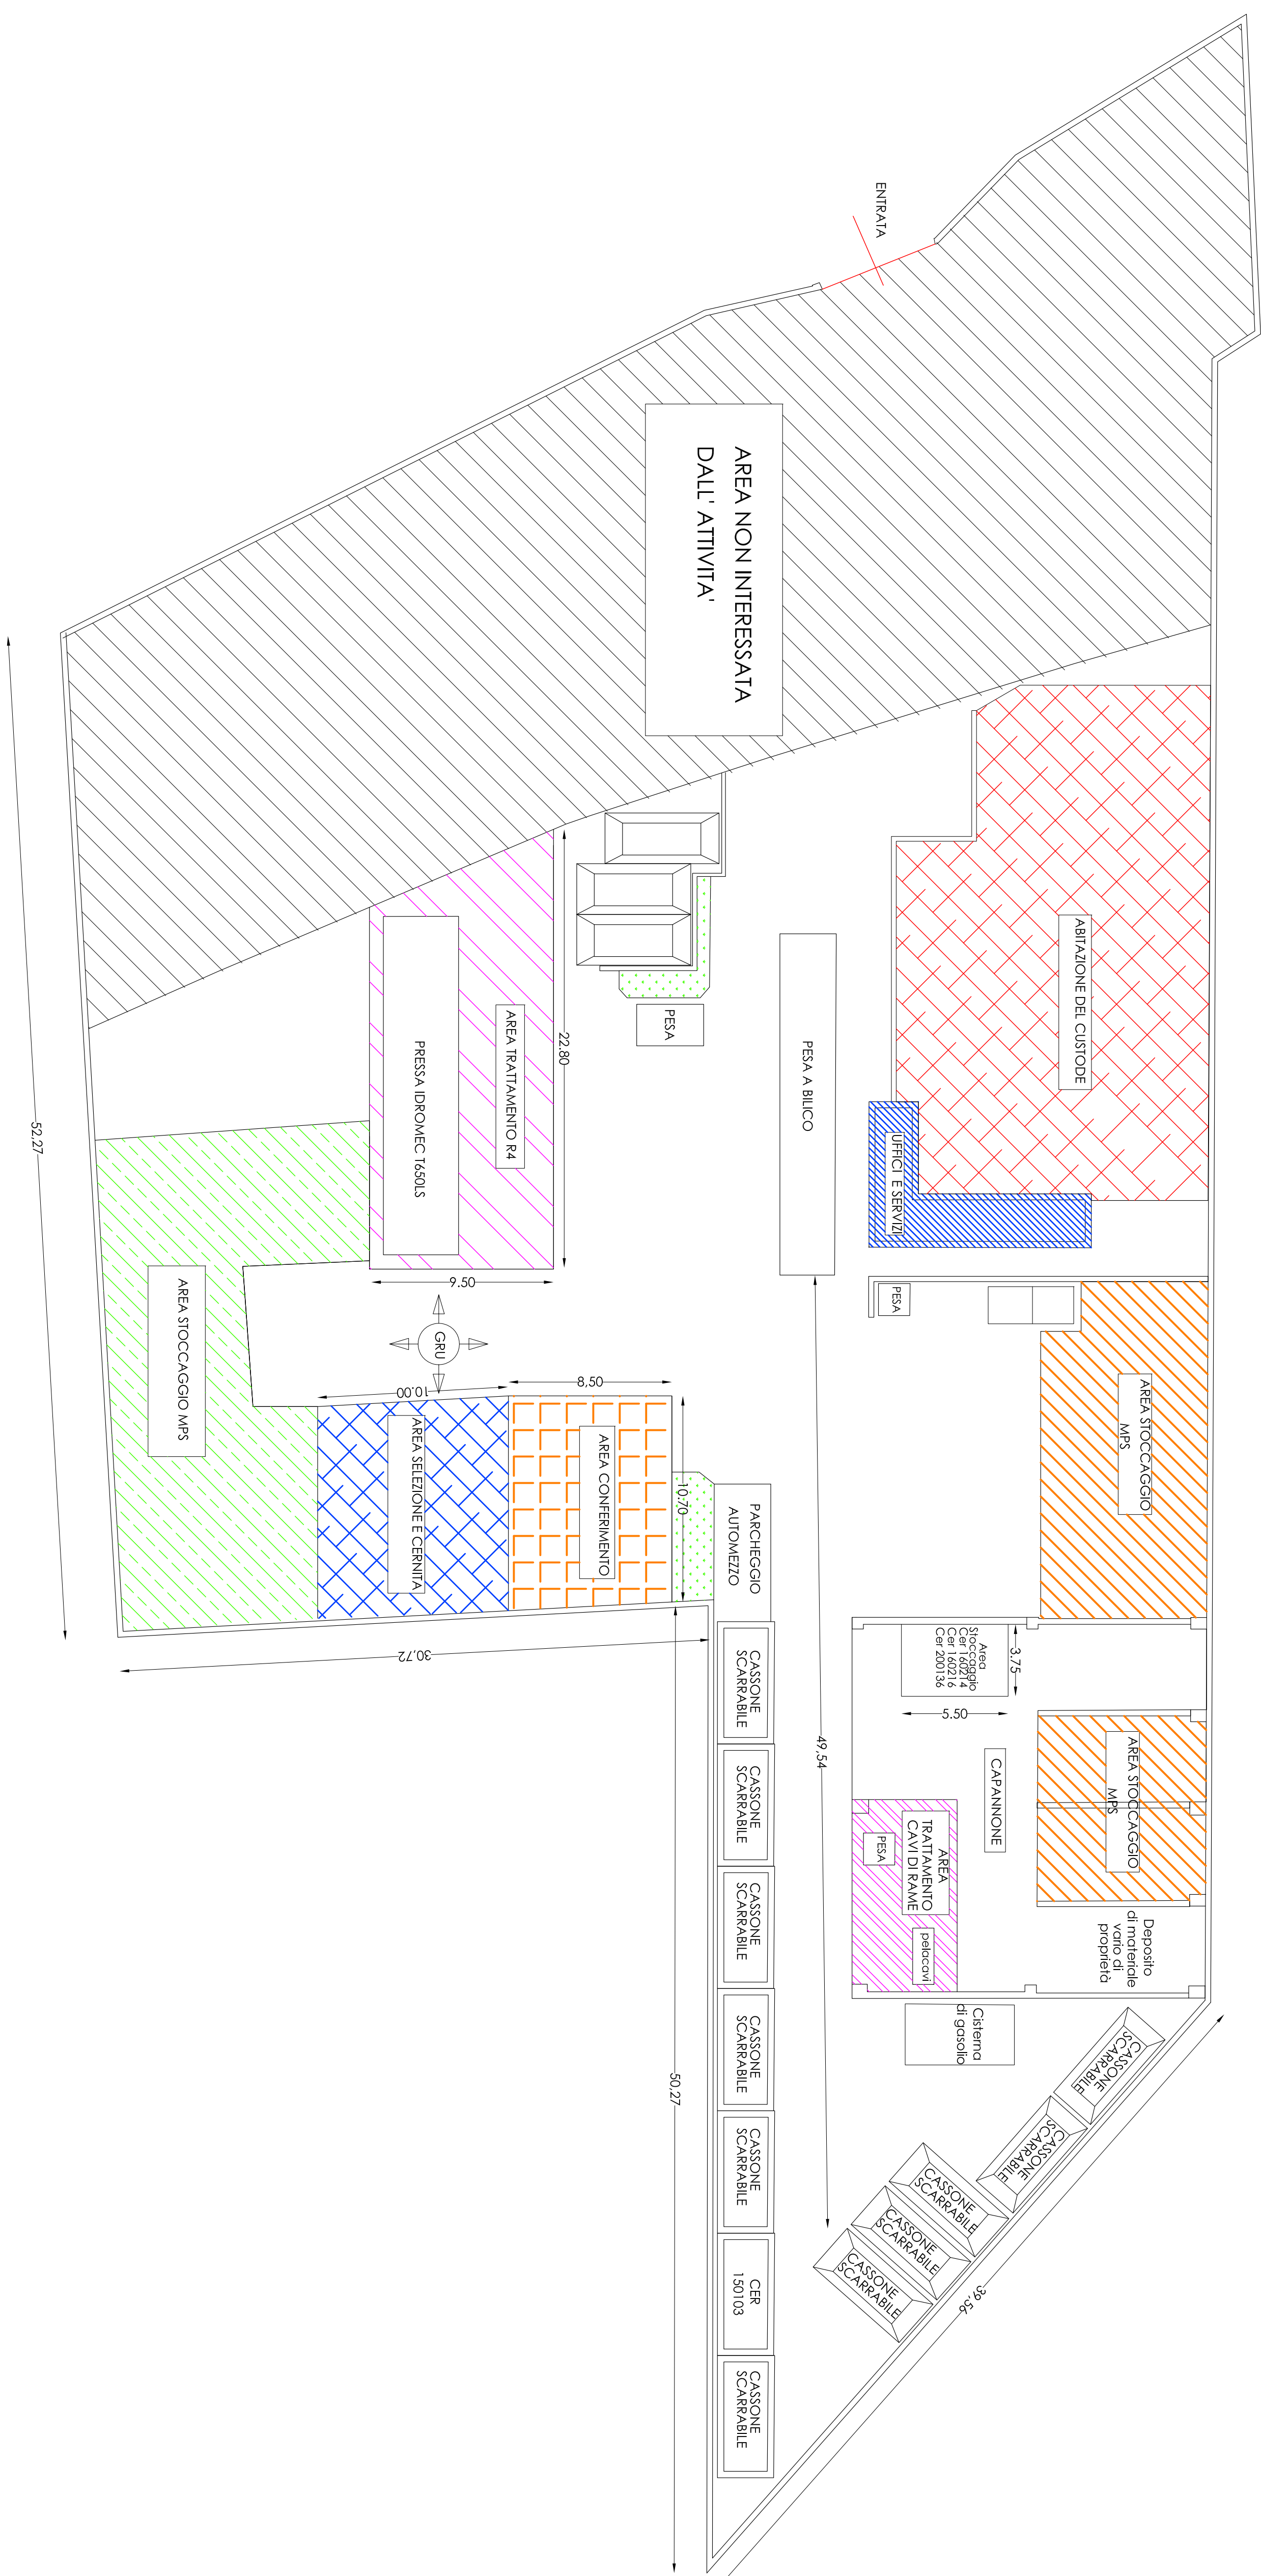 ENTRATA
AREA NON INTERESSATA
DALL' ATTIVITA'
ABITAZIONE DEL CUSTODE
UFFICI E SERVIZI
PESA A BILICO
PESA
22.80
AREA TRATTAMENTO R4
PRESSA IDROMEC T650LS
9.50
52,27
AREA STOCCAGGIO MPS
GRU
10.00
8,50
10.70
AREA SELEZIONE E CERNITA
AREA CONFERIMENTO
30,72
PARCHEGGIO
AUTOMEZZO
PESA
AREA STOCCAGGIO
MPS
Area
Stoccaggio
Cer 160214
Cer 160216
Cer 200136
3.75
5.50
49,54
CAPANNONE
AREA STOCCAGGIO
MPS
AREA
TRATTAMENTO
CAVI DI RAME
PESA
pelacavi
Deposito
di materiale
vario di
proprietà
Cisterna
di gasolio
CASSONE
SCARRABILE
CASSONE
SCARRABILE
CASSONE
SCARRABILE
CASSONE
SCARRABILE
CASSONE
SCARRABILE
39,56
CASSONE
SCARRABILE
CASSONE
SCARRABILE
CASSONE
SCARRABILE
CASSONE
SCARRABILE
CASSONE
SCARRABILE
CER
150103
CASSONE
SCARRABILE
50,27